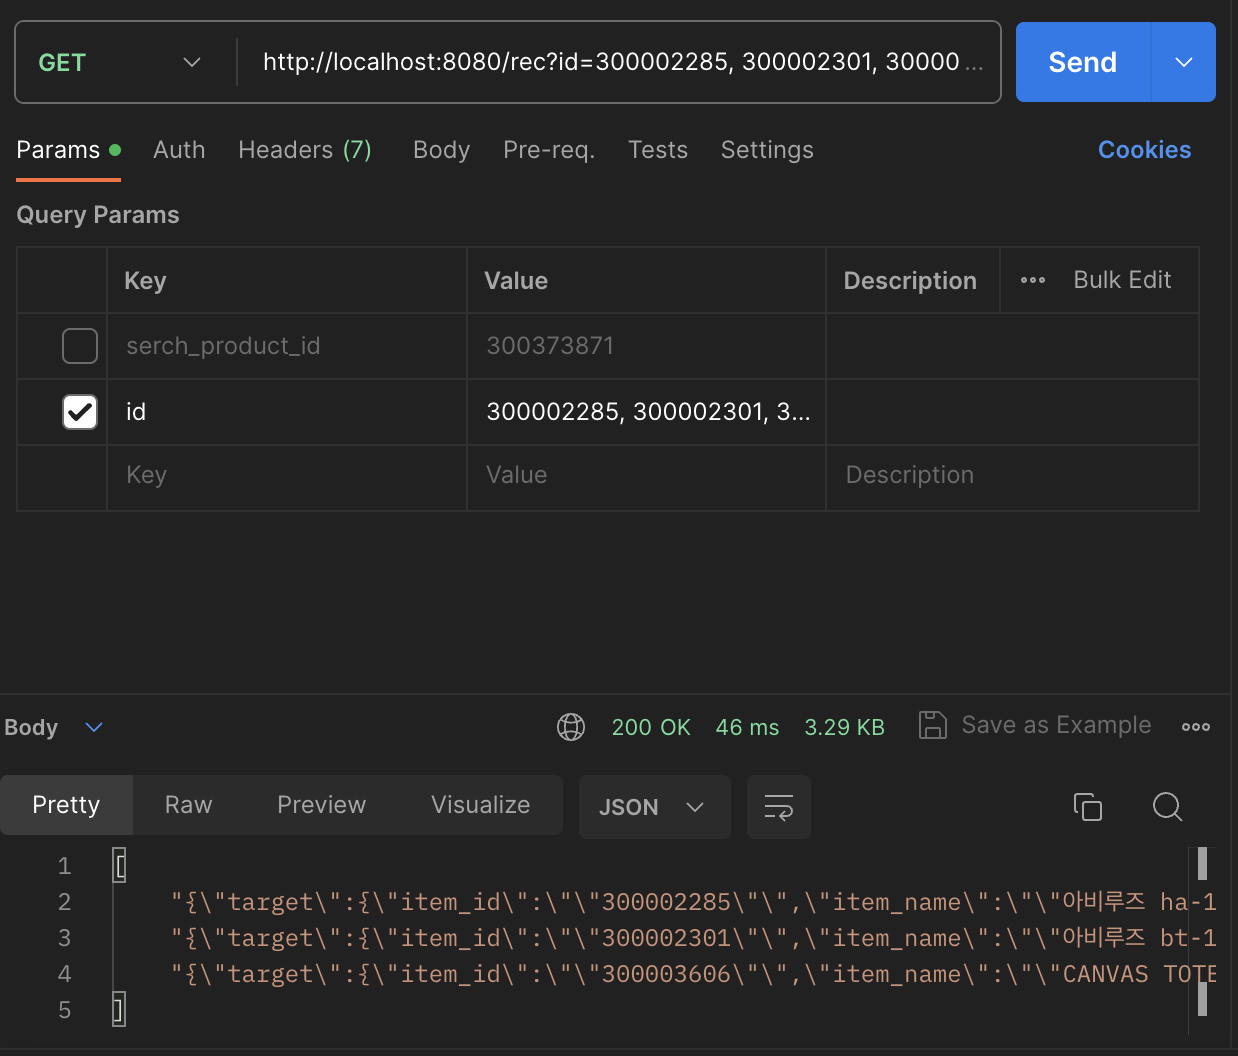 GET http://localhost:8080/rec?id=300002285, 300002301, 30000 ... Send
Params Auth Headers (7) Body Pre-req. Tests Settings Cookies
Query Params
Key Value Description Bulk Edit
serch_product_id 300373871
id 300002285, 300002301, 3...
Key Value Description
Body 200 OK 46 ms 3.29 KB Save as Example
Pretty Raw Preview Visualize JSON
1 [
2 "{\"target\":{\"item_id\":\"\"300002285\"\",\"item_name\":\"\"아비루즈 ha-1
3 "{\"target\":{\"item_id\":\"\"300002301\"\",\"item_name\":\"\"아비루즈 bt-1
4 "{\"target\":{\"item_id\":\"\"300003606\"\",\"item_name\":\"\"CANVAS TOTE
5 ]